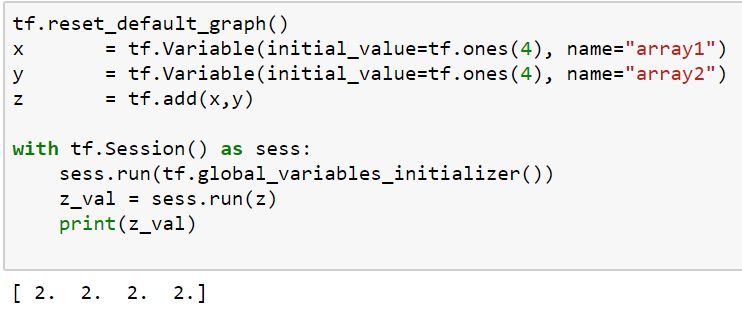 tf.reset_default_graph()
x       = tf.Variable(initial_value=tf.ones(4), name="array1")
y       = tf.Variable(initial_value=tf.ones(4), name="array2")
z       = tf.add(x,y)
with tf.Session() as sess:
    sess.run(tf.global_variables_initializer())
    z_val = sess.run(z)
    print(z_val)
[ 2.  2.  2.  2.]